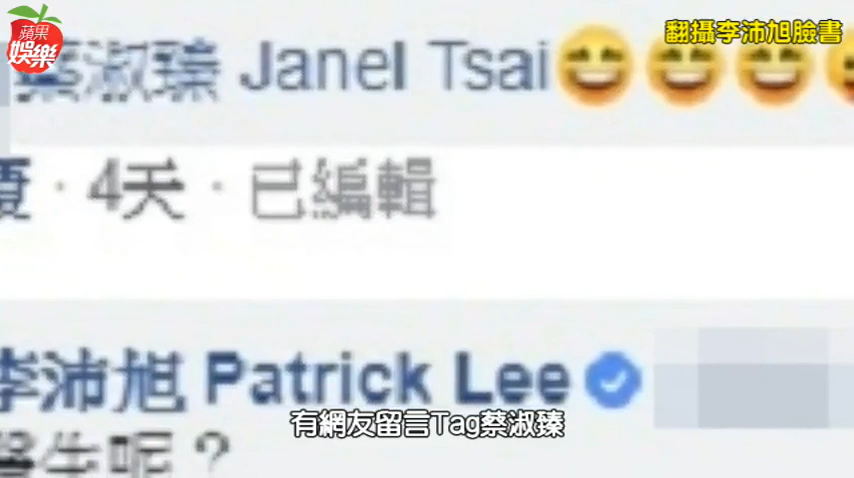 蘋果
娛樂
翻攝李沛旭臉書
蔡淑臻 Janel Tsai
· 4天 · 已編輯
李沛旭 Patrick Lee
呢？
有網友留言Tag蔡淑臻